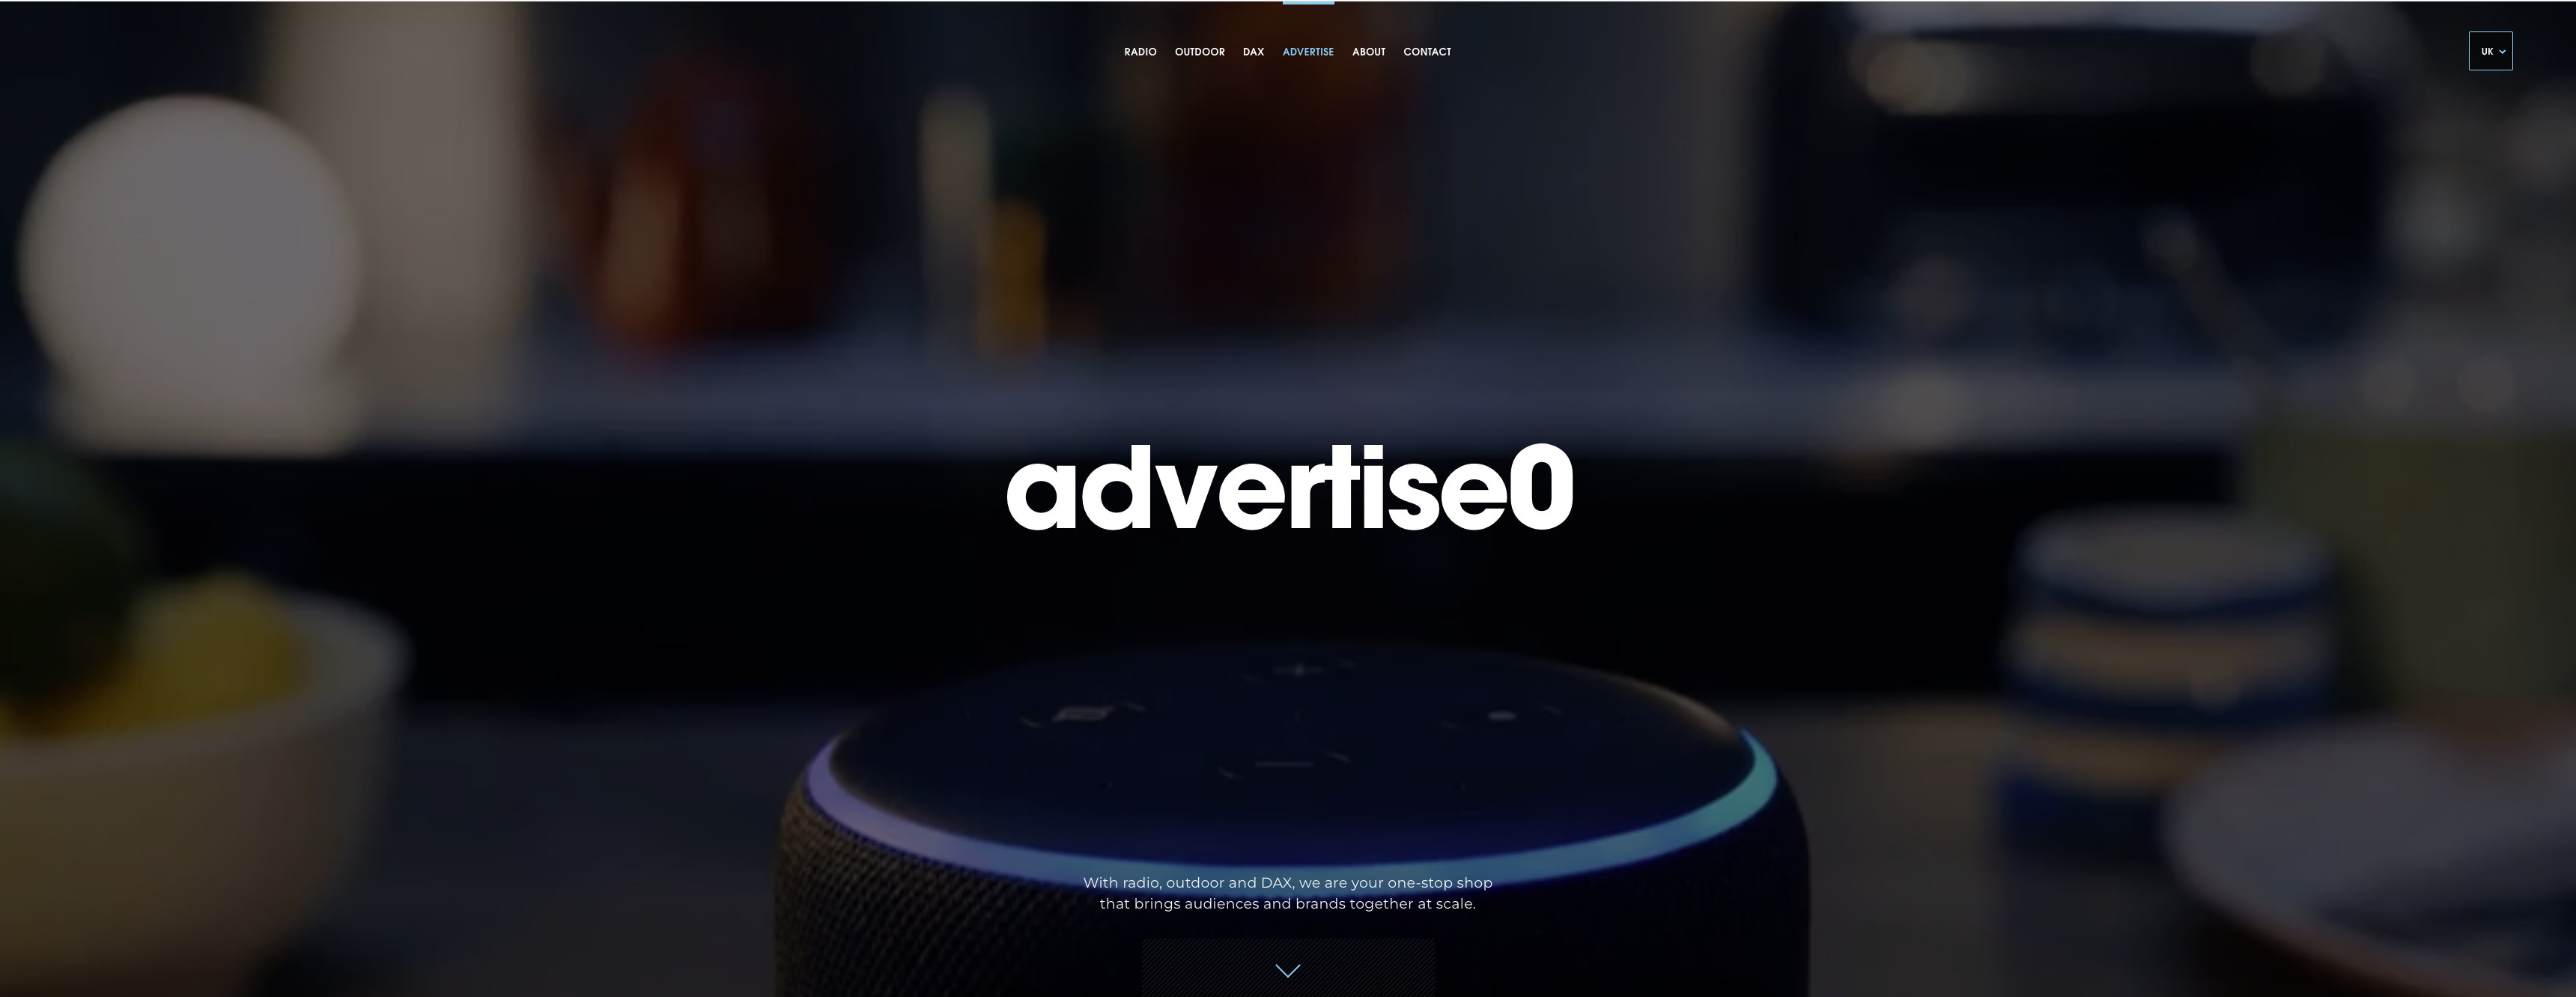 RADIO OUTDOOR DAX ADVERTISE ABOUT CONTACT UK
advertise0
With radio, outdoor and DAX, we are your one-stop shop
that brings audiences and brands together at scale.